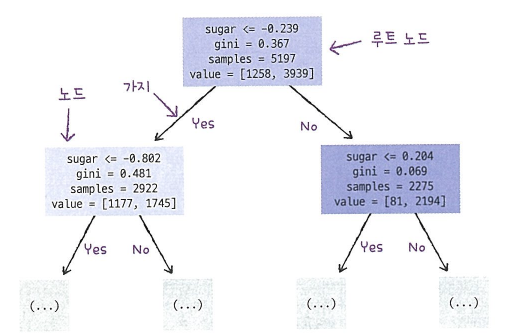 sugar <= -0.239
gini = 0.367
samples = 5197
value = [1258, 3939]
루트 노드
노드
가지
Yes
No
sugar <= -0.802
gini = 0.481
samples = 2922
value = [1177, 1745]
sugar <= 0.204
gini = 0.069
samples = 2275
value = [81, 2194]
Yes
No
Yes
No
(...)
(...)
(...)
(...)